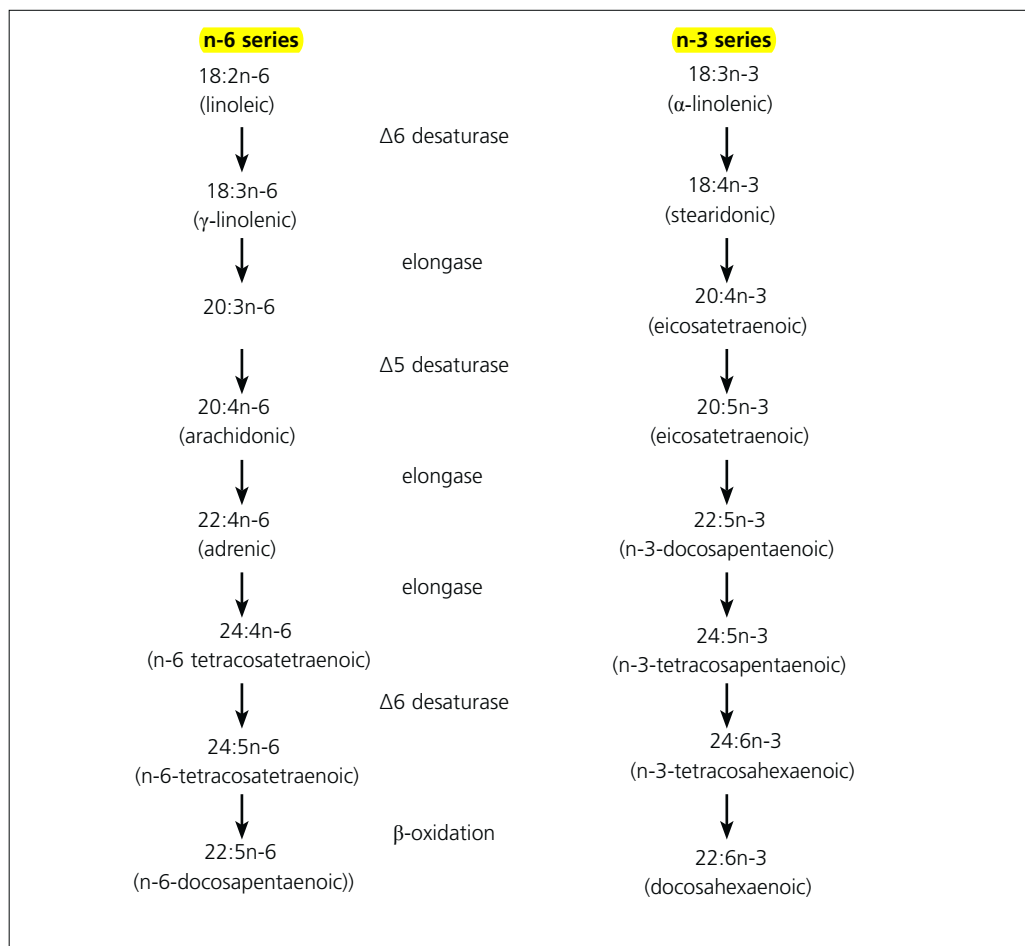 n-6 series
n-3 series
18:2n-6
(linoleic)
18:3n-3
(α-linolenic)
Δ6 desaturase
18:3n-6
(γ-linolenic)
18:4n-3
(stearidonic)
elongase
20:3n-6
20:4n-3
(eicosatetraenoic)
Δ5 desaturase
20:4n-6
(arachidonic)
20:5n-3
(eicosatetraenoic)
elongase
22:4n-6
(adrenic)
22:5n-3
(n-3-docosapentaenoic)
elongase
24:4n-6
(n-6 tetracosatetraenoic)
24:5n-3
(n-3-tetracosapentaenoic)
Δ6 desaturase
24:5n-6
(n-6-tetracosatetraenoic)
24:6n-3
(n-3-tetracosahexaenoic)
β-oxidation
22:5n-6
(n-6-docosapentaenoic))
22:6n-3
(docosahexaenoic)